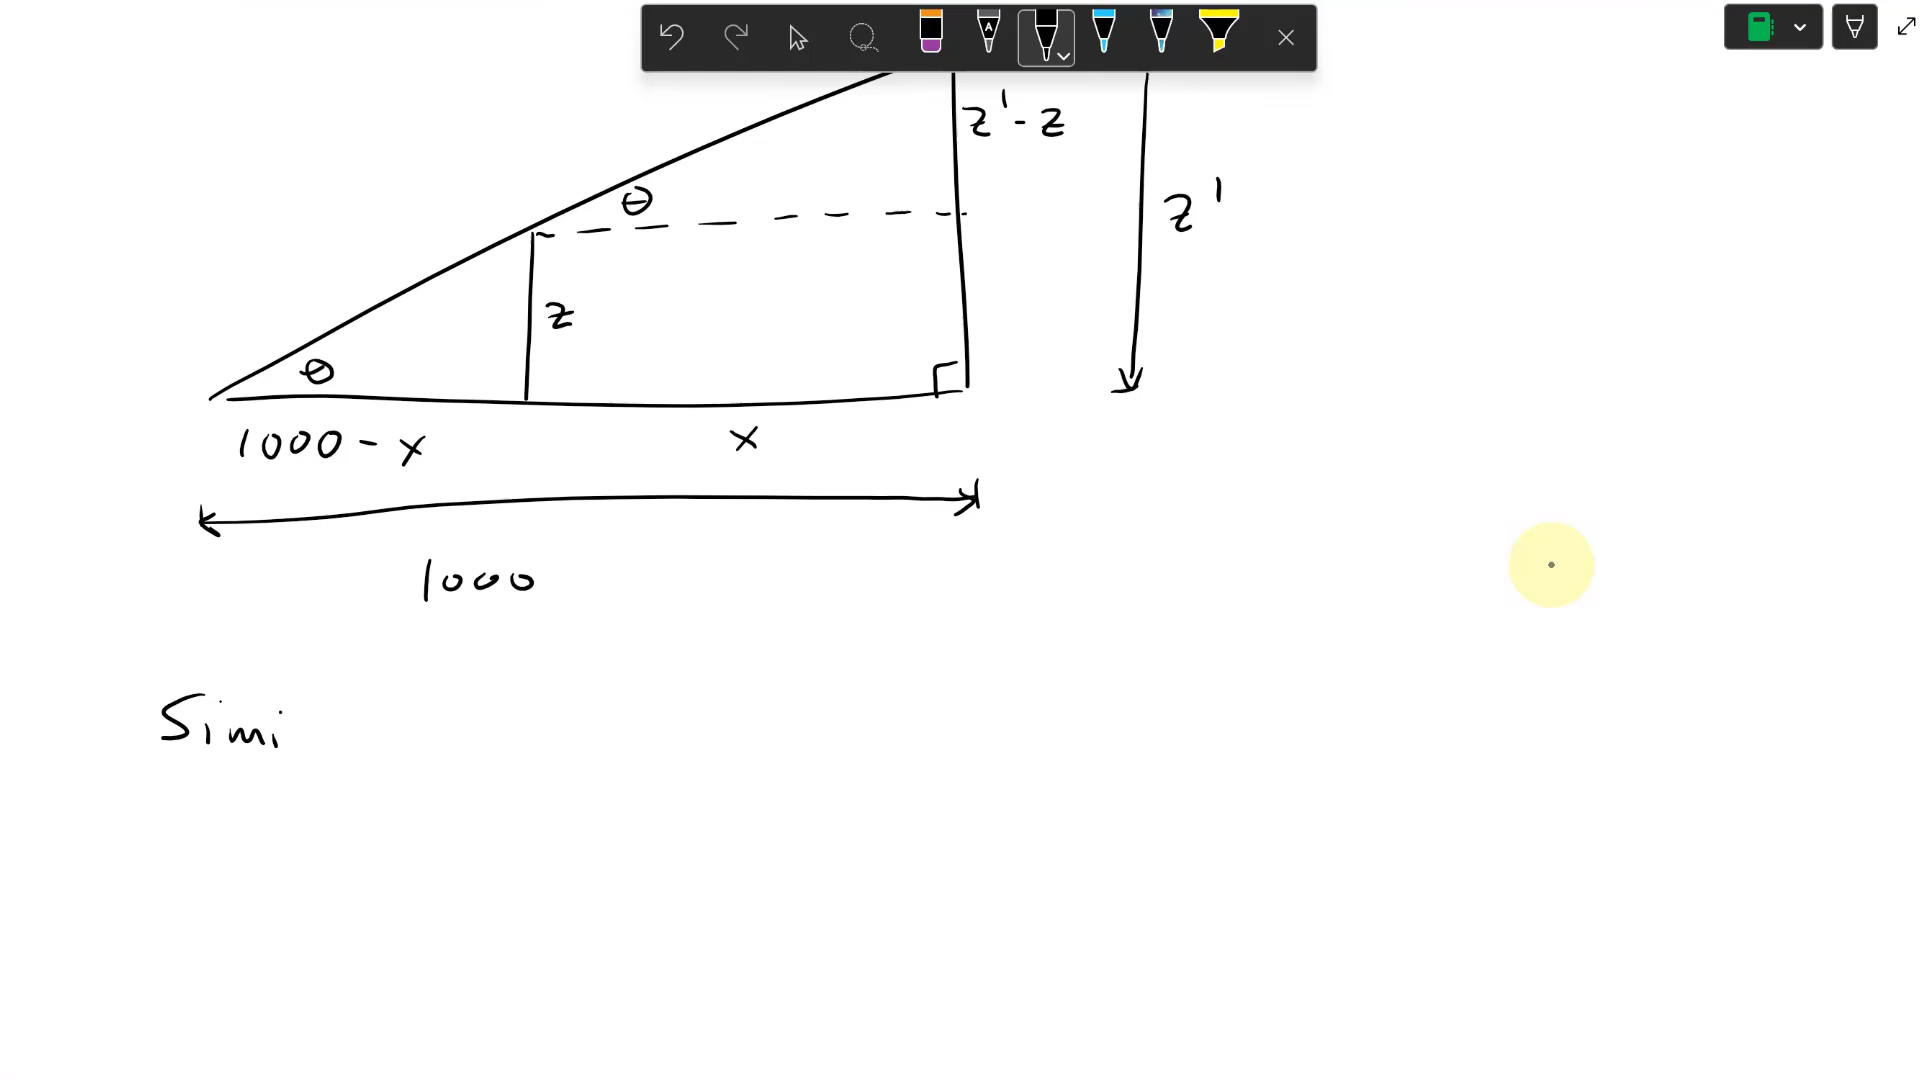 z' - z
θ
z'
z
θ
1000 - x
x
1000
Simi